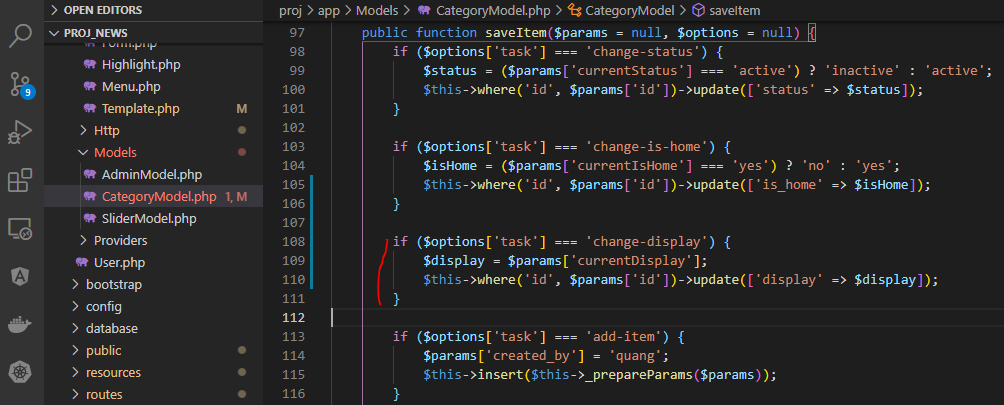 OPEN EDITORS
PROJ_NEWS
Highlight.php
Menu.php
Template.php M
Http
Models
AdminModel.php
CategoryModel.php 1, M
SliderModel.php
Providers
User.php
bootstrap
config
database
public
resources
routes
9
proj > app > Models > CategoryModel.php > CategoryModel > saveItem
97 public function saveItem($params = null, $options = null) {
98 if ($options['task'] === 'change-status') {
99 $status = ($params['currentStatus'] === 'active') ? 'inactive' : 'active';
100 $this->where('id', $params['id'])->update(['status' => $status]);
101 }
102
103 if ($options['task'] === 'change-is-home') {
104 $isHome = ($params['currentIsHome'] === 'yes') ? 'no' : 'yes';
105 $this->where('id', $params['id'])->update(['is_home' => $isHome]);
106 }
107
108 if ($options['task'] === 'change-display') {
109 $display = $params['currentDisplay'];
110 $this->where('id', $params['id'])->update(['display' => $display]);
111 }
112
113 if ($options['task'] === 'add-item') {
114 $params['created_by'] = 'quang';
115 $this->insert($this->_prepareParams($params));
116 }